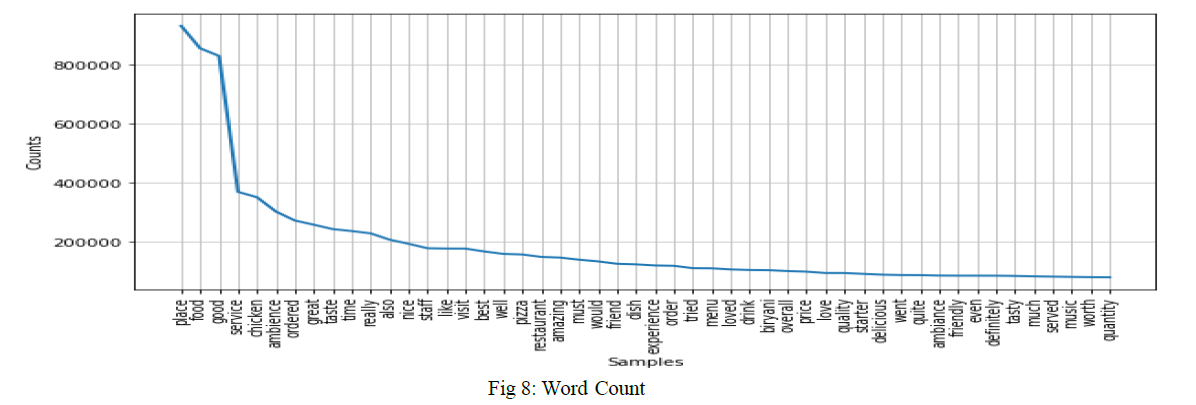 800000
600000
400000
200000
Counts
place food good service chicken ambience ordered great taste time really also nice staff like visit best well pizza restaurant amazing must would friend dish experience order tried menu loved drink biryani overall price love quality starter delicious went quite ambiance friendly even definitely tasty much served music worth quantity
Samples
Fig 8: Word Count